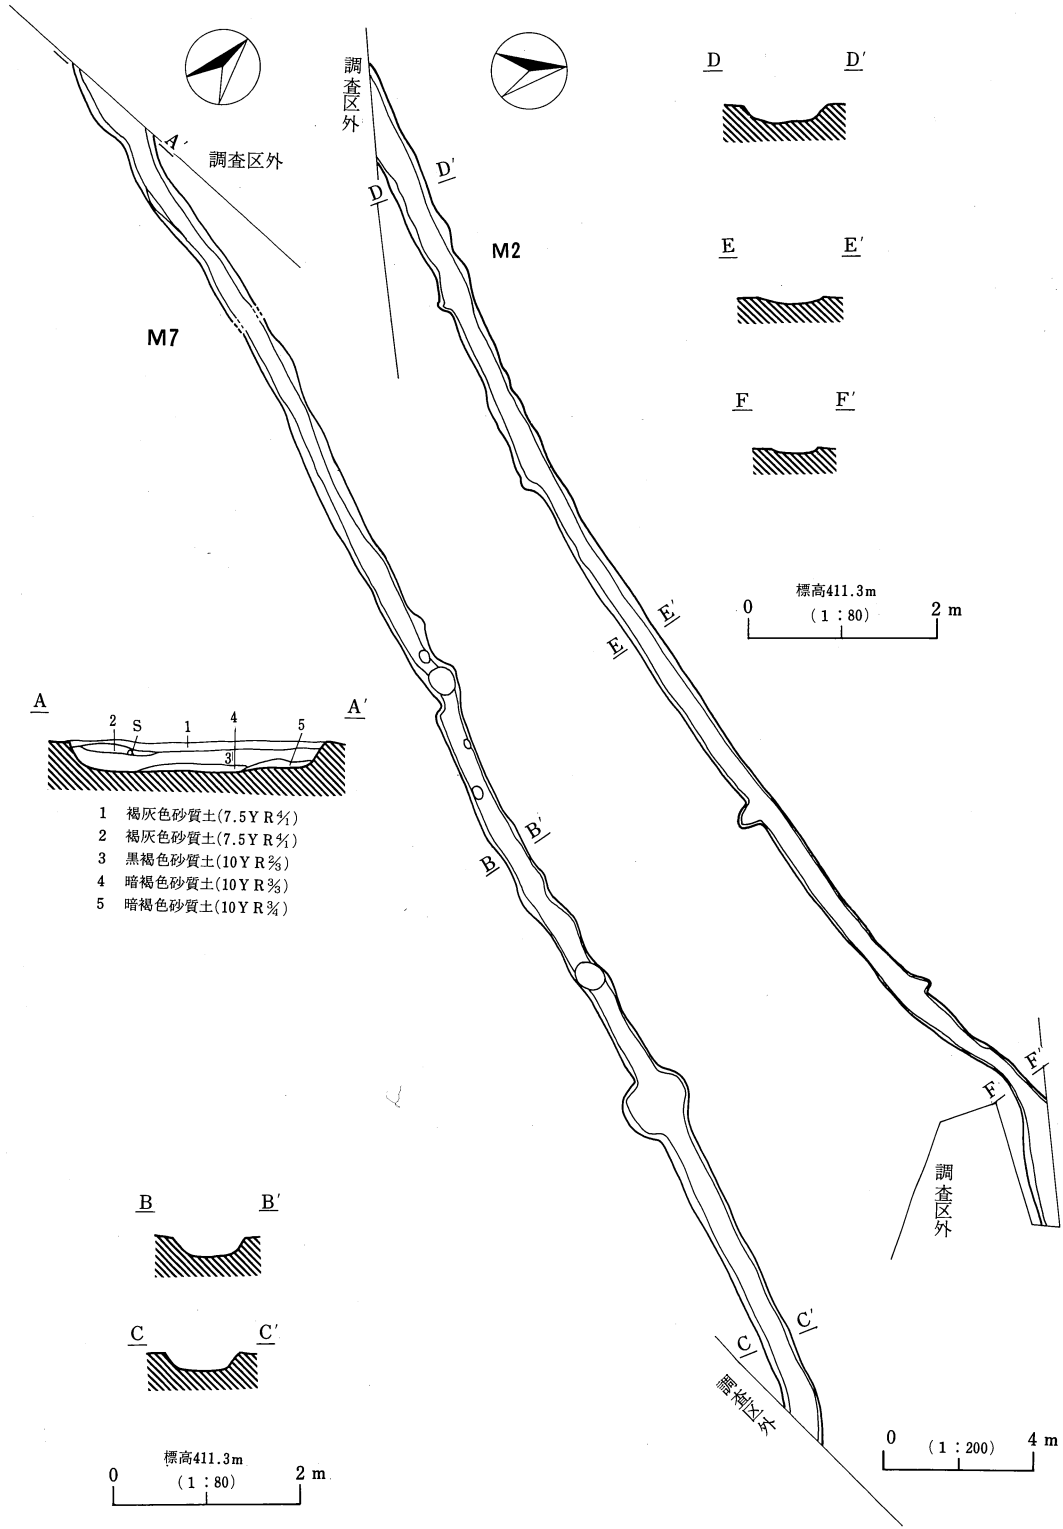 A′
調査区外
M7
調査区外
D
D′
M2
E
E′
F
F′
調査区外
D
D′
E
E′
F
F′
標高411.3m
0 (1:80) 2 m
A
A′
2 S 1 4 5
3
1 褐灰色砂質土(7.5YR4/1)
2 褐灰色砂質土(7.5YR4/1)
3 黒褐色砂質土(10YR2/3)
4 暗褐色砂質土(10YR3/3)
5 暗褐色砂質土(10YR3/4)
B
B′
C
C′
調査区外
B
B′
C
C′
標高411.3m
0 (1:80) 2 m
0 (1:200) 4 m